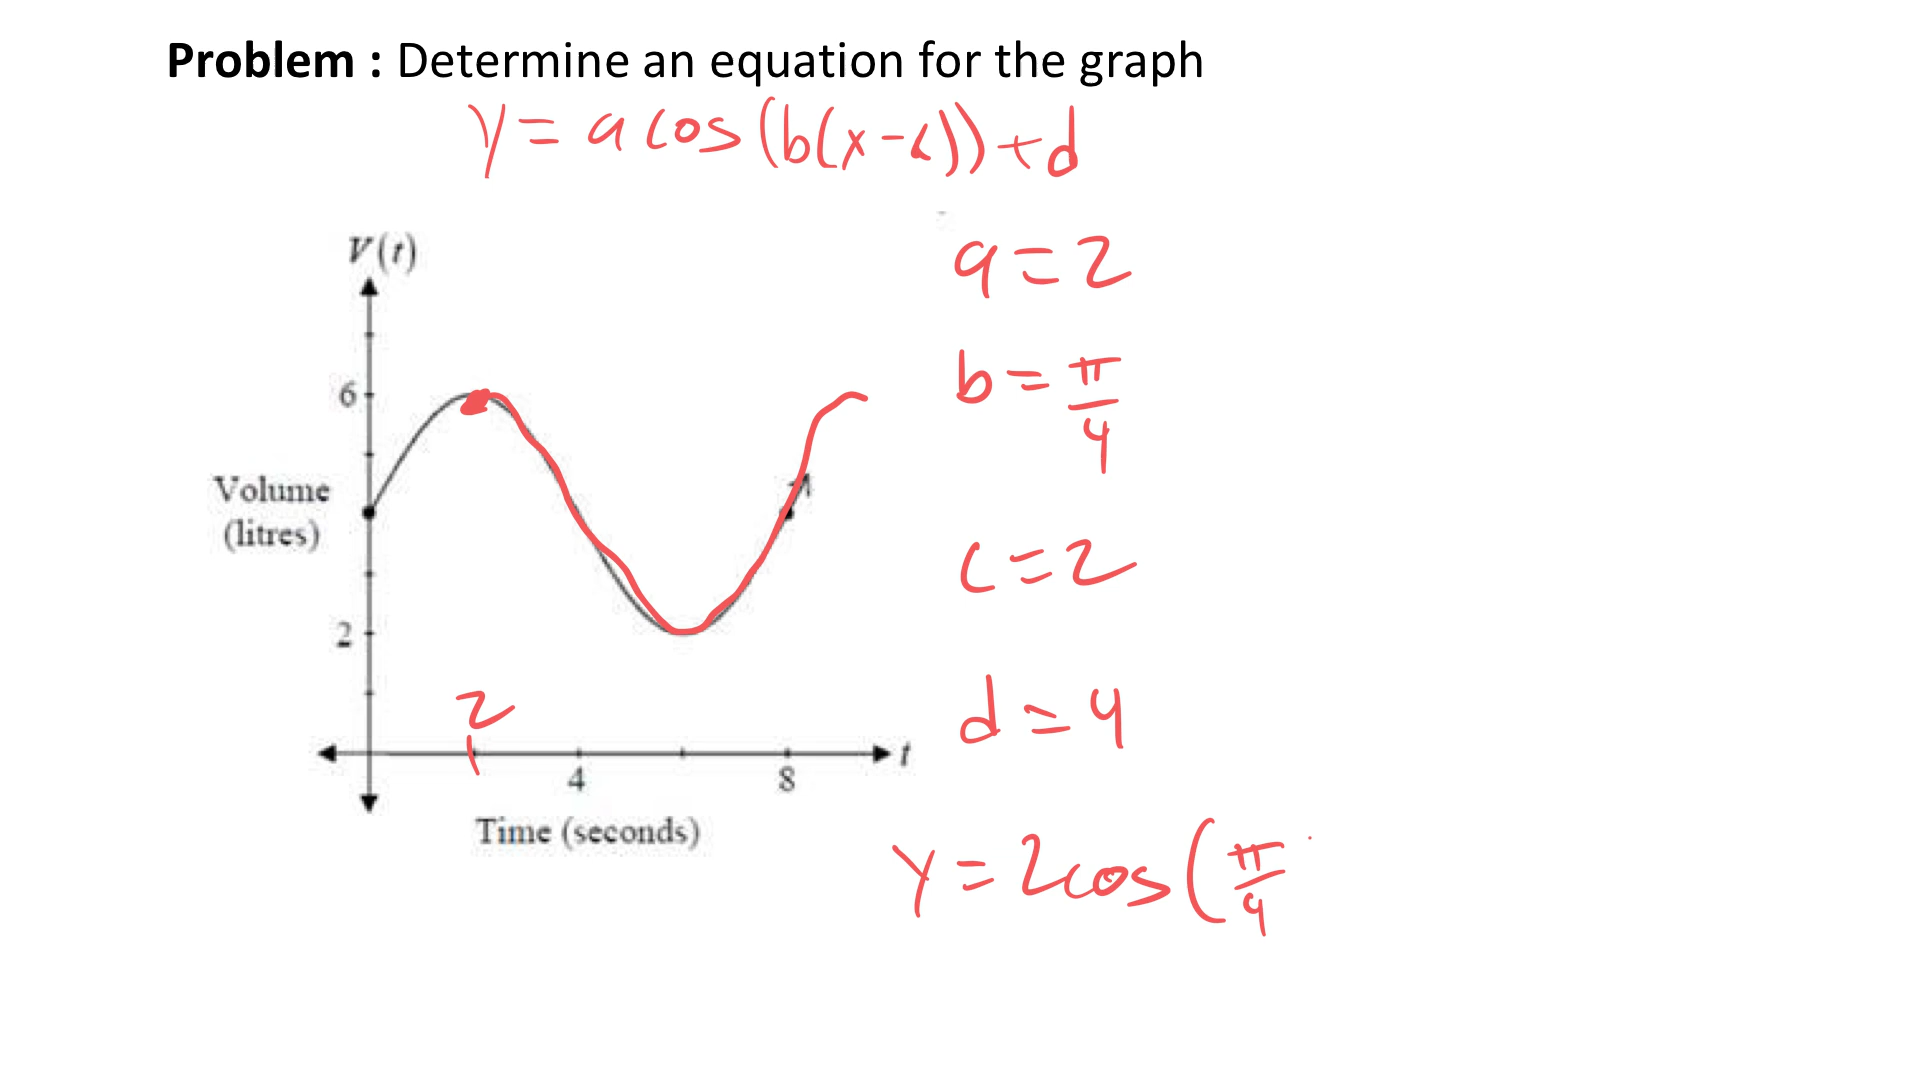 Problem : Determine an equation for the graph
y = a cos(b(x-c))+d
V(t)
a=2
6
b=π/4
Volume
(litres)
c=2
2
d=4
2
t
4
8
Time (seconds)
y=2cos(π/4